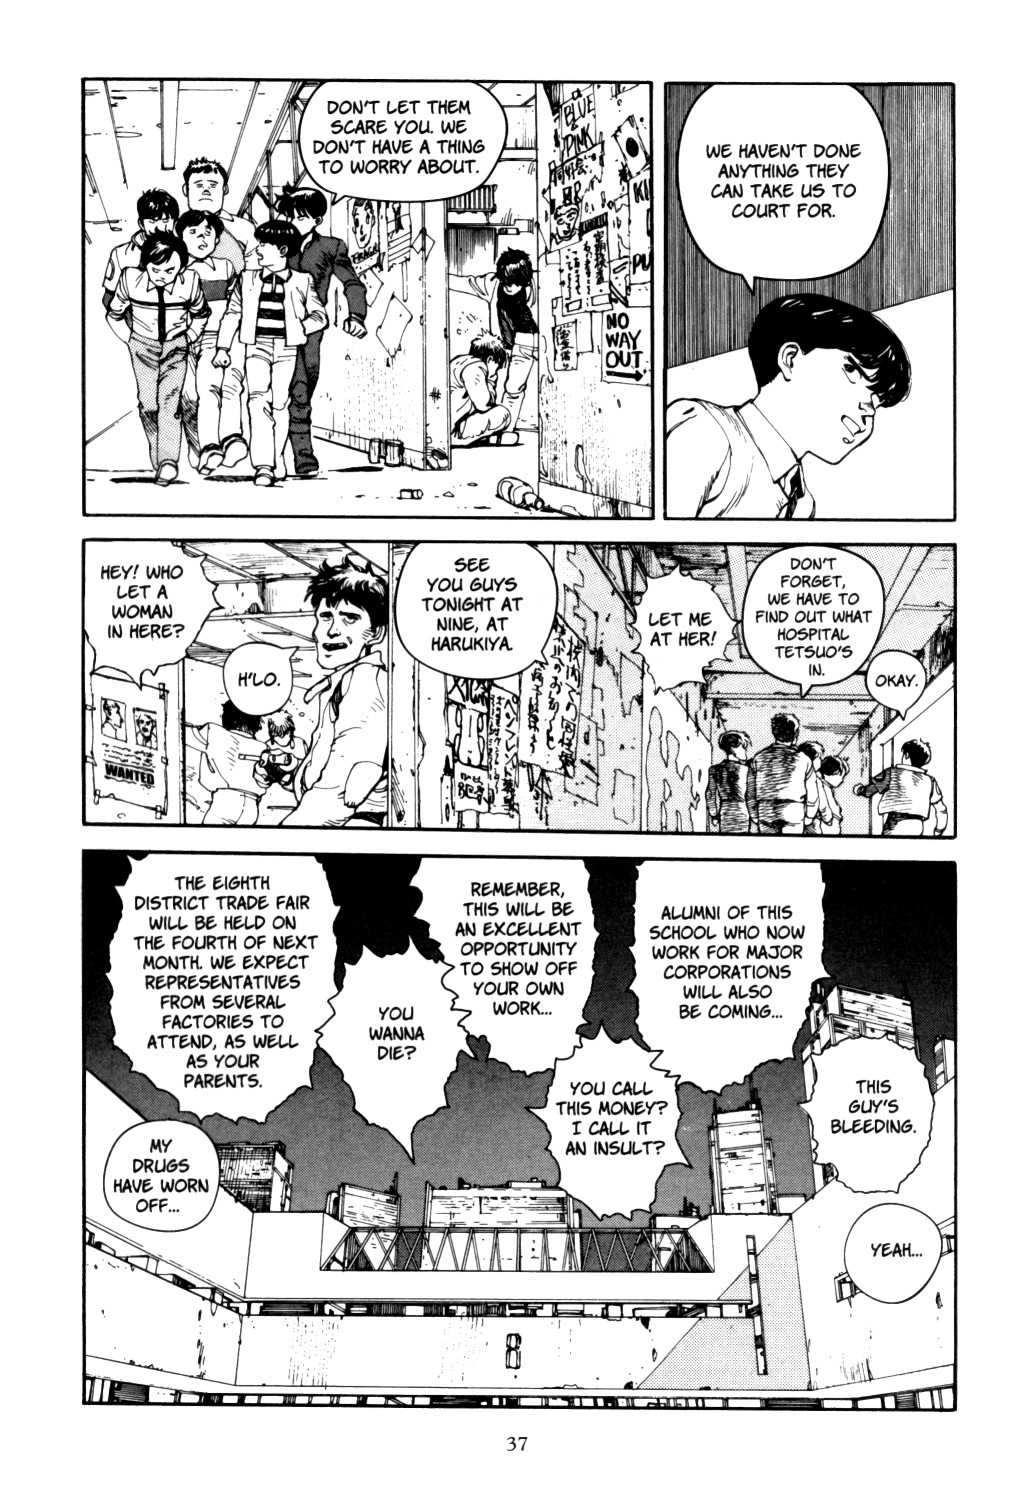 DON'T LET THEM
SCARE YOU. WE
DON'T HAVE A THING
TO WORRY ABOUT.
BLUE
PINK
OR
KI
PU
NO
WAY
OUT
WE HAVEN'T DONE
ANYTHING THEY
CAN TAKE US TO
COURT FOR.
HEY! WHO
LET A
WOMAN
IN HERE?
H'LO.
WANTED
SEE
YOU GUYS
TONIGHT AT
NINE, AT
HARUKIYA.
LET ME
AT HER!
DON'T
FORGET,
WE HAVE TO
FIND OUT WHAT
HOSPITAL
TETSUO'S
IN.
OKAY.
THE EIGHTH
DISTRICT TRADE FAIR
WILL BE HELD ON
THE FOURTH OF NEXT
MONTH. WE EXPECT
REPRESENTATIVES
FROM SEVERAL
FACTORIES TO
ATTEND, AS WELL
AS YOUR
PARENTS.
YOU
WANNA
DIE?
REMEMBER,
THIS WILL BE
AN EXCELLENT
OPPORTUNITY
TO SHOW OFF
YOUR OWN
WORK...
YOU CALL
THIS MONEY?
I CALL IT
AN INSULT?
ALUMNI OF THIS
SCHOOL WHO NOW
WORK FOR MAJOR
CORPORATIONS
WILL ALSO
BE COMING...
THIS
GUY'S
BLEEDING.
MY
DRUGS
HAVE WORN
OFF...
YEAH...
8
37